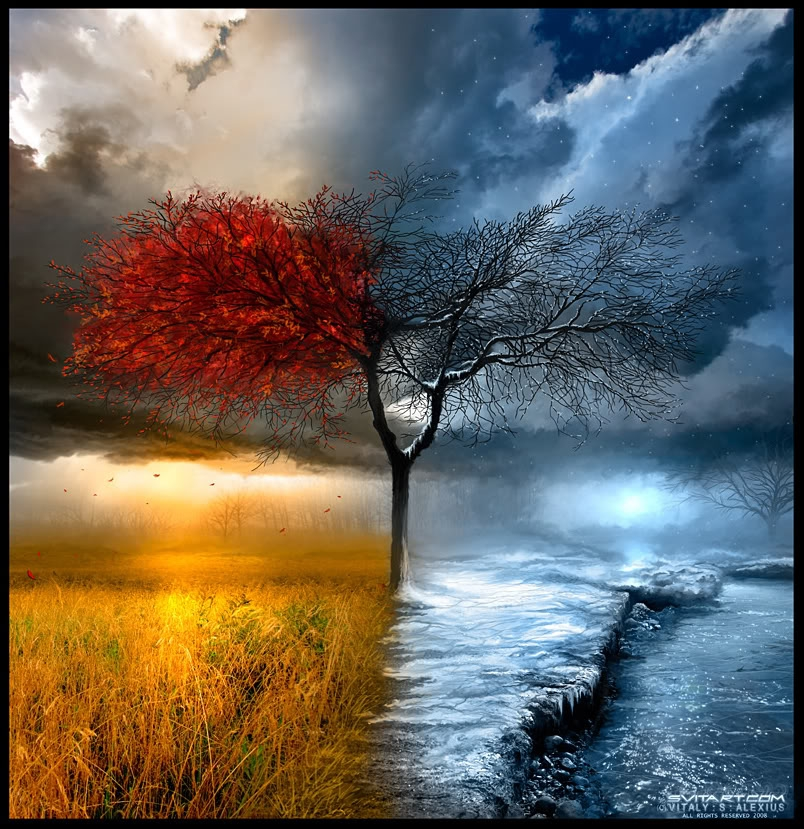 SVITART.COM
© VITALY : S : ALEXIUS
ALL RIGHTS RESERVED 2008